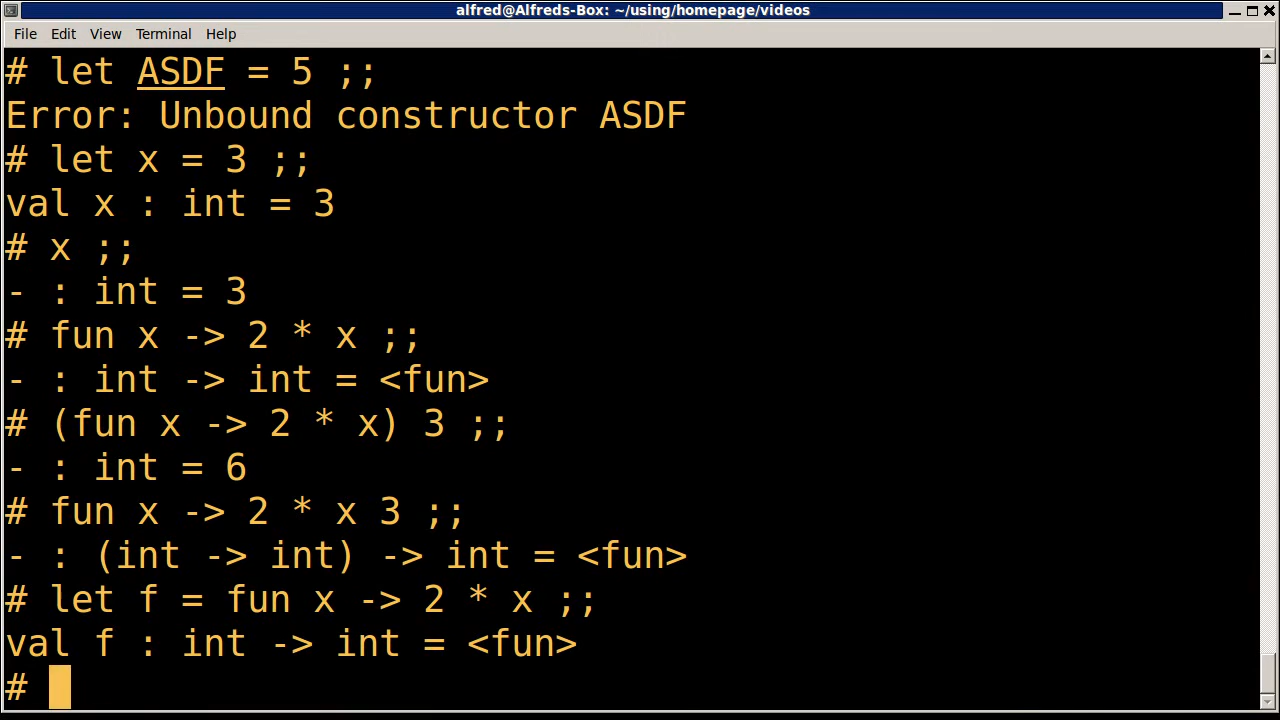 alfred@Alfreds-Box: ~/using/homepage/videos
File Edit View Terminal Help
# let ASDF = 5 ;;
Error: Unbound constructor ASDF
# let x = 3 ;;
val x : int = 3
# x ;;
- : int = 3
# fun x -> 2 * x ;;
- : int -> int = <fun>
# (fun x -> 2 * x) 3 ;;
- : int = 6
# fun x -> 2 * x 3 ;;
- : (int -> int) -> int = <fun>
# let f = fun x -> 2 * x ;;
val f : int -> int = <fun>
#